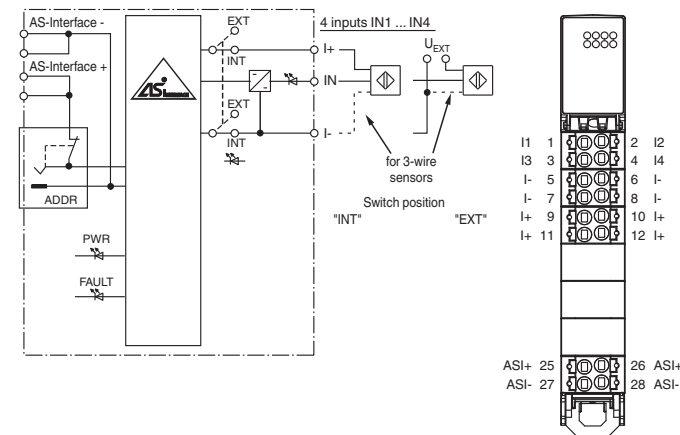 AS-Interface -
AS-Interface +
ADDR
PWR
FAULT
AS
INTERFACE
EXT
INT
EXT
INT
4 inputs IN1 ... IN4
I+
IN
I-
UEXT
for 3-wire
sensors
Switch position
"INT" "EXT"
I1 1 2 I2
I3 3 4 I4
I- 5 6 I-
I- 7 8 I-
I+ 9 10 I+
I+ 11 12 I+
ASI+ 25 26 ASI+
ASI- 27 28 ASI-